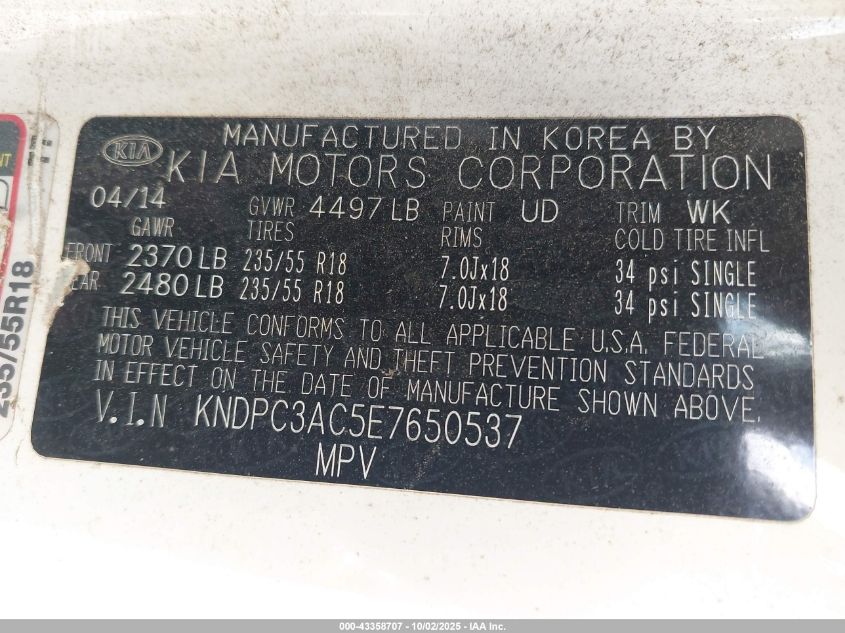 MANUFACTURED IN KOREA BY
KIA KIA MOTORS CORPORATION
04/14 GVWR 4497 LB PAINT UD TRIM WK
GAWR TIRES RIMS COLD TIRE INFL
FRONT 2370 LB 235/55 R18 7.0Jx18 34 psi SINGLE
EAR 2480 LB 235/55 R18 7.0Jx18 34 psi SINGLE
THIS VEHICLE CONFORMS TO ALL APPLICABLE U.S.A. FEDERAL
MOTOR VEHICLE SAFETY AND THEFT PREVENTION STANDARDS
IN EFFECT ON THE DATE OF MANUFACTURE SHOWN ABOVE.
V.I.N KNDPC3AC5E7650537
MPV
235/55R18
000-43358707 - 10/02/2025 - IAA Inc.